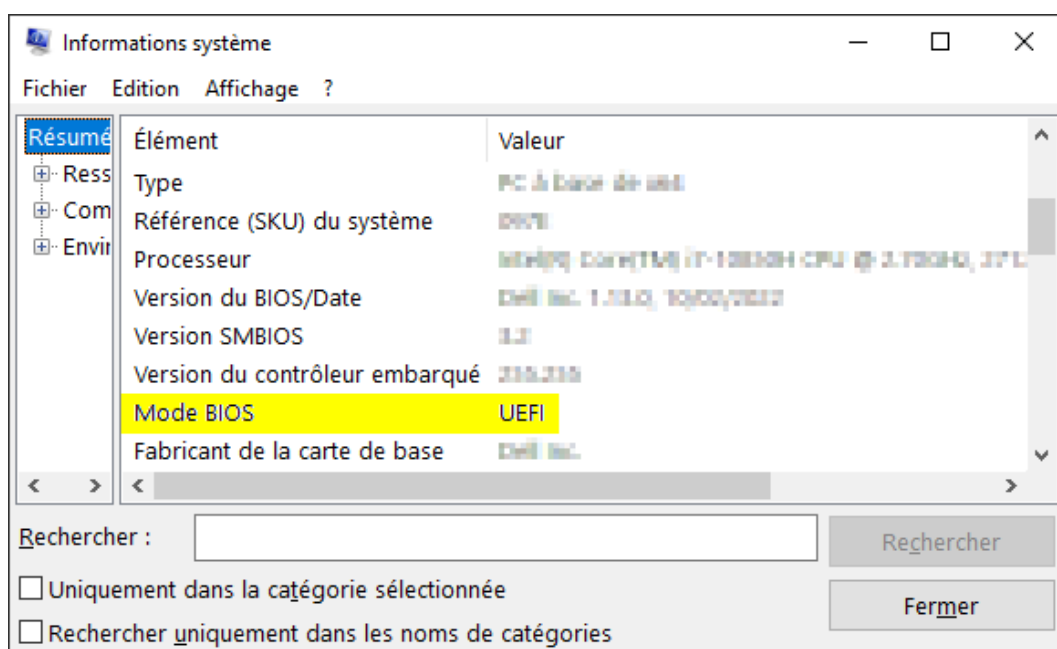 Informations système
Fichier Edition Affichage ?
Résumé Élément Valeur
Ress Type
Com Référence (SKU) du système
Envir Processeur
Version du BIOS/Date
Version SMBIOS
Version du contrôleur embarqué
Mode BIOS UEFI
Fabricant de la carte de base
Rechercher : Rechercher
Uniquement dans la catégorie sélectionnée
Fermer
Rechercher uniquement dans les noms de catégories